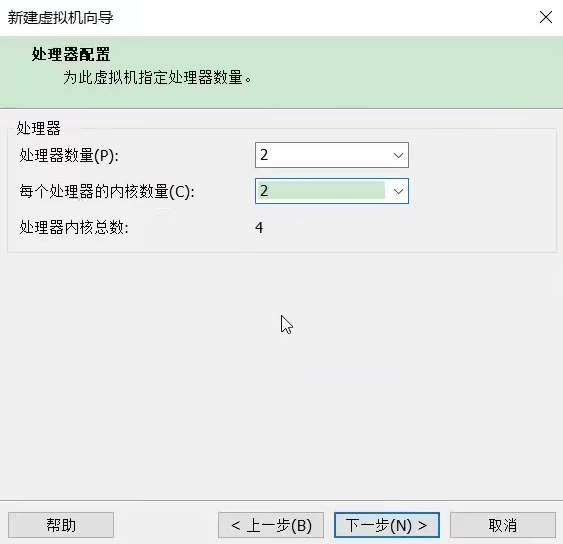 新建虚拟机向导
处理器配置
为此虚拟机指定处理器数量。
处理器
处理器数量(P): 2
每个处理器的内核数量(C): 2
处理器内核总数: 4
帮助 < 上一步(B) 下一步(N) > 取消